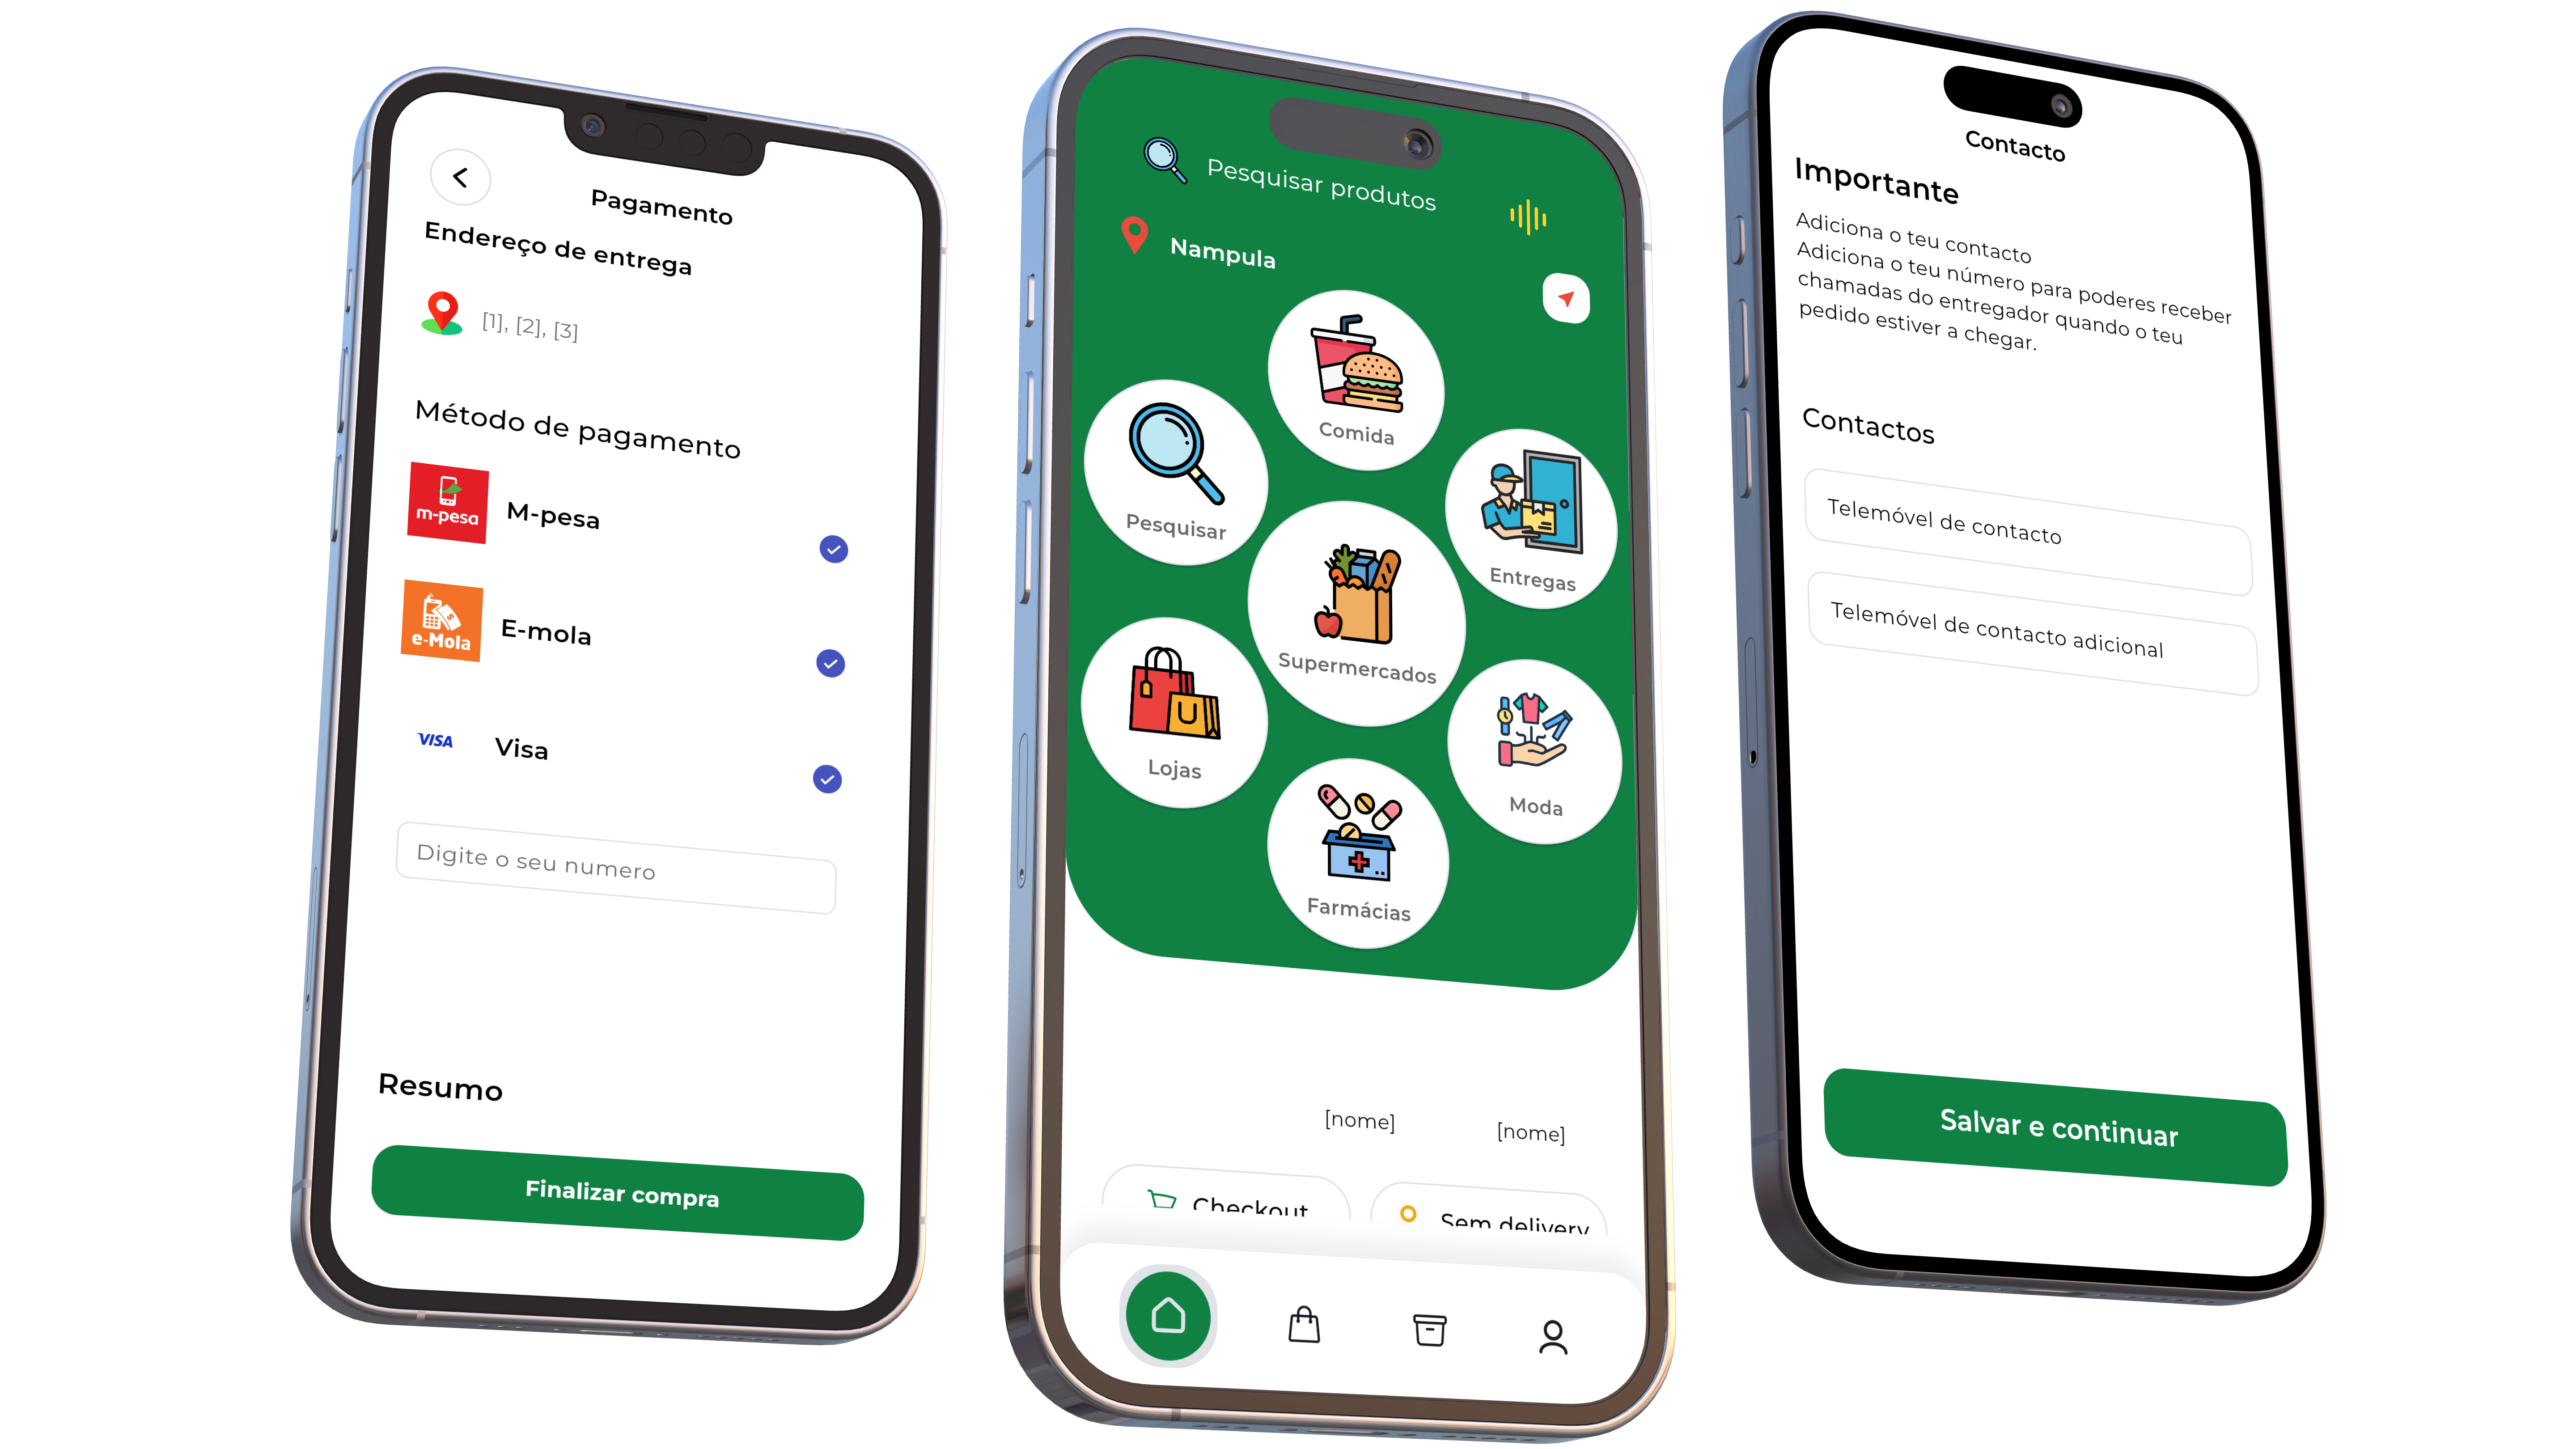 Pagamento
Endereço de entrega
[1], [2], [3]
Método de pagamento
m-pesa
M-pesa
e-Mola
E-mola
VISA
Visa
Digite o seu numero
Resumo
Finalizar compra
Pesquisar produtos
Nampula
Comida
Pesquisar
Entregas
Supermercados
Lojas
Moda
Farmácias
[nome]
[nome]
Checkout
Sem delivery
Contacto
Importante
Adiciona o teu contacto
Adiciona o teu número para poderes receber
chamadas do entregador quando o teu
pedido estiver a chegar.
Contactos
Telemóvel de contacto
Telemóvel de contacto adicional
Salvar e continuar